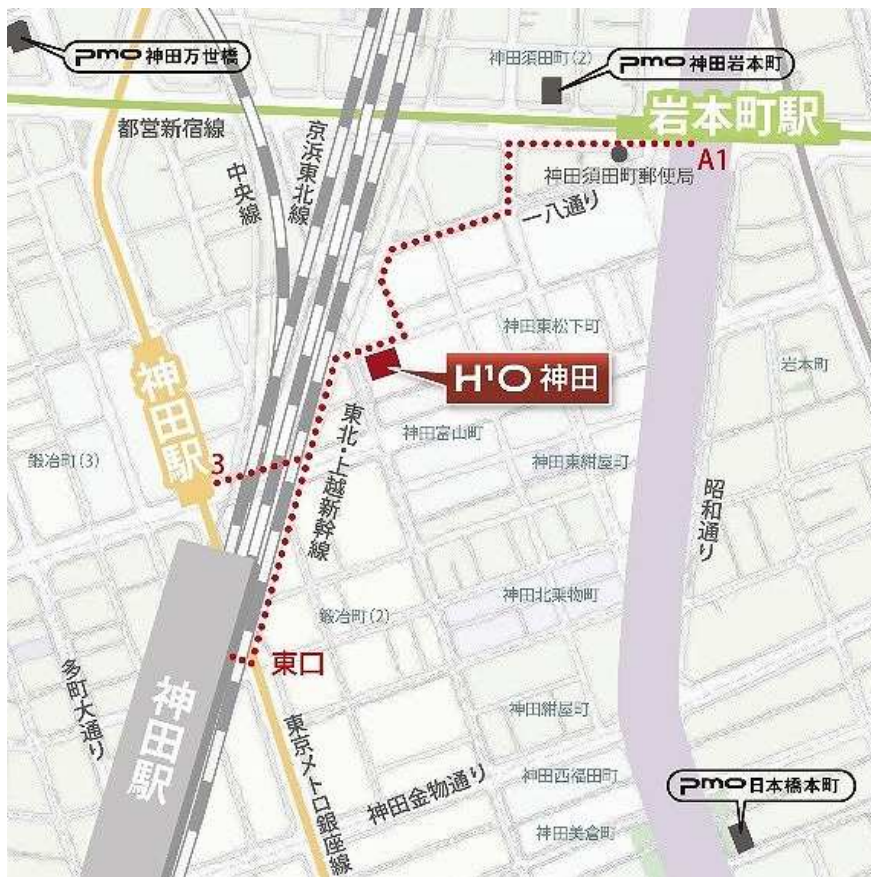 pmo 神田万世橋
神田須田町(2)
pmo 神田岩本町
都営新宿線
岩本町駅
A1
京浜東北線
中央線
神田須田町郵便局
一八通り
神田東松下町
岩本町
H¹O 神田
神田駅
3
鍛冶町(3)
東北・上越新幹線
神田富山町
神田東紺屋町
昭和通り
神田北乗物町
鍛冶町(2)
東口
多町大通り
神田駅
東京メトロ銀座線
神田紺屋町
神田金物通り
神田西福田町
pmo 日本橋本町
神田美倉町